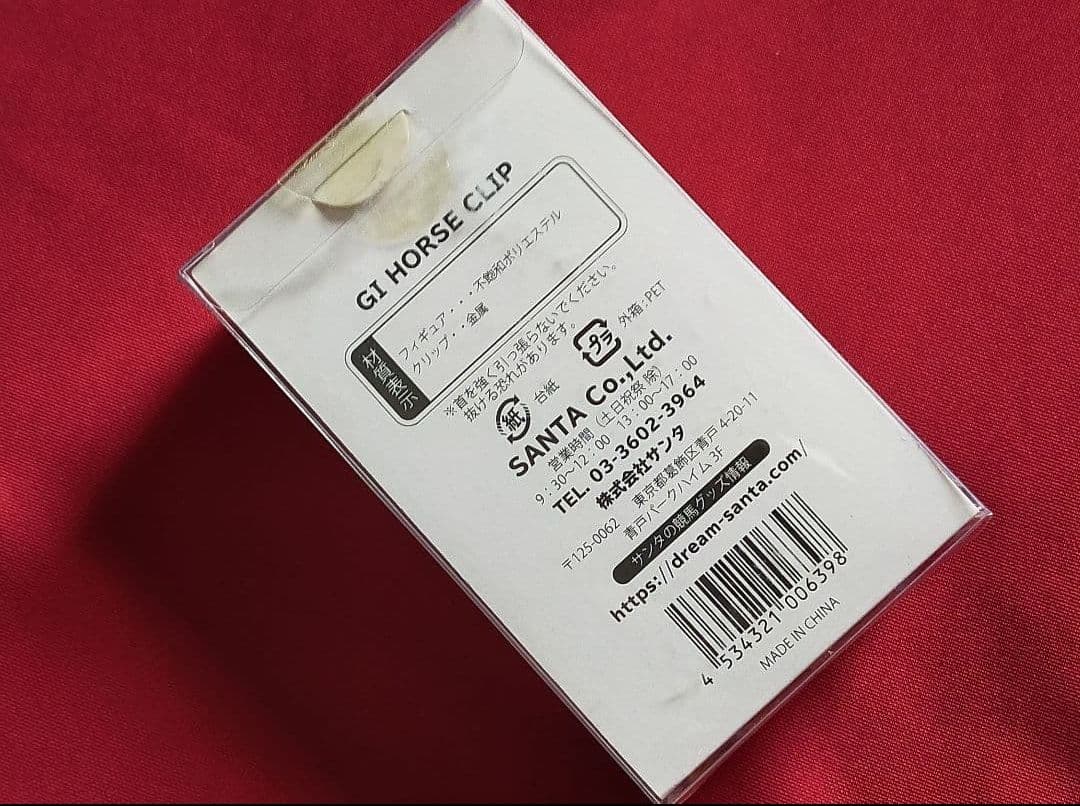 GI HORSE CLIP
材質表示
フィギュア・・・不飽和ポリエステル
クリップ・・金属
※首を強く引っ張らないでください。
抜ける恐れがあります。
紙 台紙 プラ 外箱：PET
SANTA Co.,Ltd.
営業時間（土日祝祭 除）
9：30～12：00 13：00～17：00
TEL. 03-3602-3964
株式会社サンタ
〒125-0062 東京都葛飾区青戸 4-20-11
青戸パークハイム 3F
サンタの競馬グッズ情報
https://dream-santa.com/
4 534321 006398
MADE IN CHINA